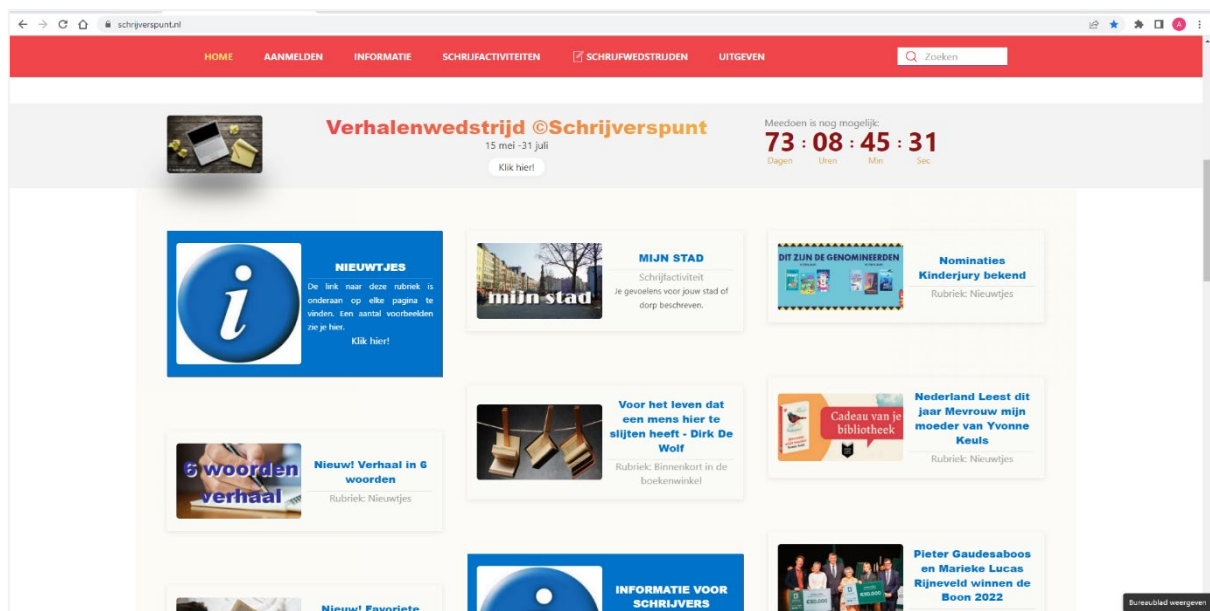 schrijverspunt.nl
HOME AANMELDEN INFORMATIE SCHRIJFACTIVITEITEN SCHRIJFWEDSTRIJDEN UITGEVEN Zoeken
Verhalenwedstrijd ©Schrijverspunt
15 mei -31 juli
Klik hier!
Meedoen is nog mogelijk:
73 : 08 : 45 : 31
Dagen Uren Min Sec
NIEUWTJES
De link naar deze rubriek is
onderaan op elke pagina te
vinden. Een aantal voorbeelden
zie je hier.
Klik hier!
6 woorden
verhaal
Nieuw! Verhaal in 6
woorden
Rubriek: Nieuwtjes
Nieuw! Favoriete
mijn stad
MIJN STAD
Schrijfactiviteit
Je gevoelens voor jouw stad of
dorp beschreven.
Voor het leven dat
een mens hier te
slijten heeft - Dirk De
Wolf
Rubriek: Binnenkort in de
boekenwinkel
INFORMATIE VOOR
SCHRIJVERS
DIT ZIJN DE GENOMINEERDEN
Nominaties
Kinderjury bekend
Rubriek: Nieuwtjes
Cadeau van je
bibliotheek
Nederland Leest dit
jaar Mevrouw mijn
moeder van Yvonne
Keuls
Rubriek: Nieuwtjes
€50.000
Pieter Gaudesaboos
en Marieke Lucas
Rijneveld winnen de
Boon 2022
Bureaublad weergeven